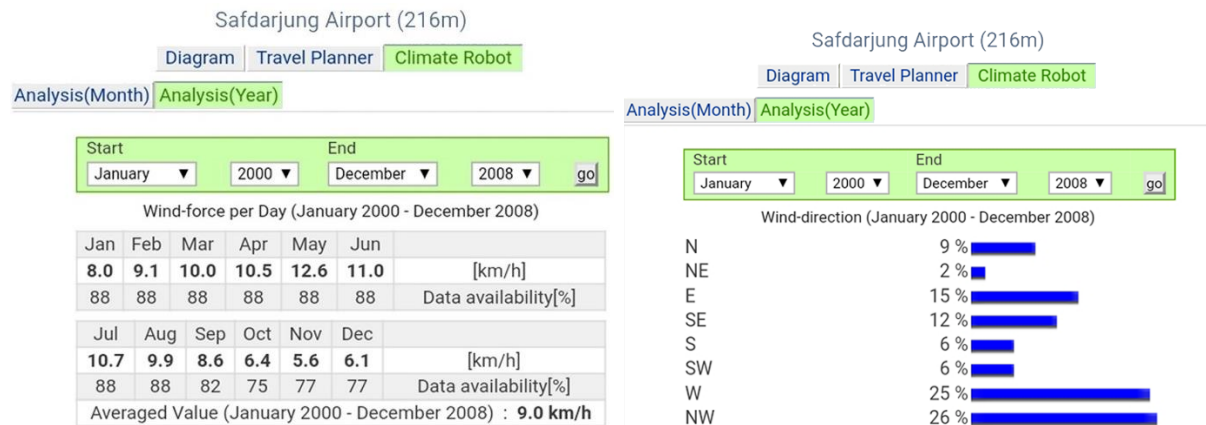 Safdarjung Airport (216m)
Diagram Travel Planner Climate Robot
Analysis(Month) Analysis(Year)
Start End
January ▼ 2000 ▼ December ▼ 2008 ▼ go
Wind-force per Day (January 2000 - December 2008)
Jan Feb Mar Apr May Jun
8.0 9.1 10.0 10.5 12.6 11.0 [km/h]
88 88 88 88 88 88 Data availability[%]
Jul Aug Sep Oct Nov Dec
10.7 9.9 8.6 6.4 5.6 6.1 [km/h]
88 88 82 75 77 77 Data availability[%]
Averaged Value (January 2000 - December 2008) : 9.0 km/h
Safdarjung Airport (216m)
Diagram Travel Planner Climate Robot
Analysis(Month) Analysis(Year)
Start End
January ▼ 2000 ▼ December ▼ 2008 ▼ go
Wind-direction (January 2000 - December 2008)
N 9 %
NE 2 %
E 15 %
SE 12 %
S 6 %
SW 6 %
W 25 %
NW 26 %